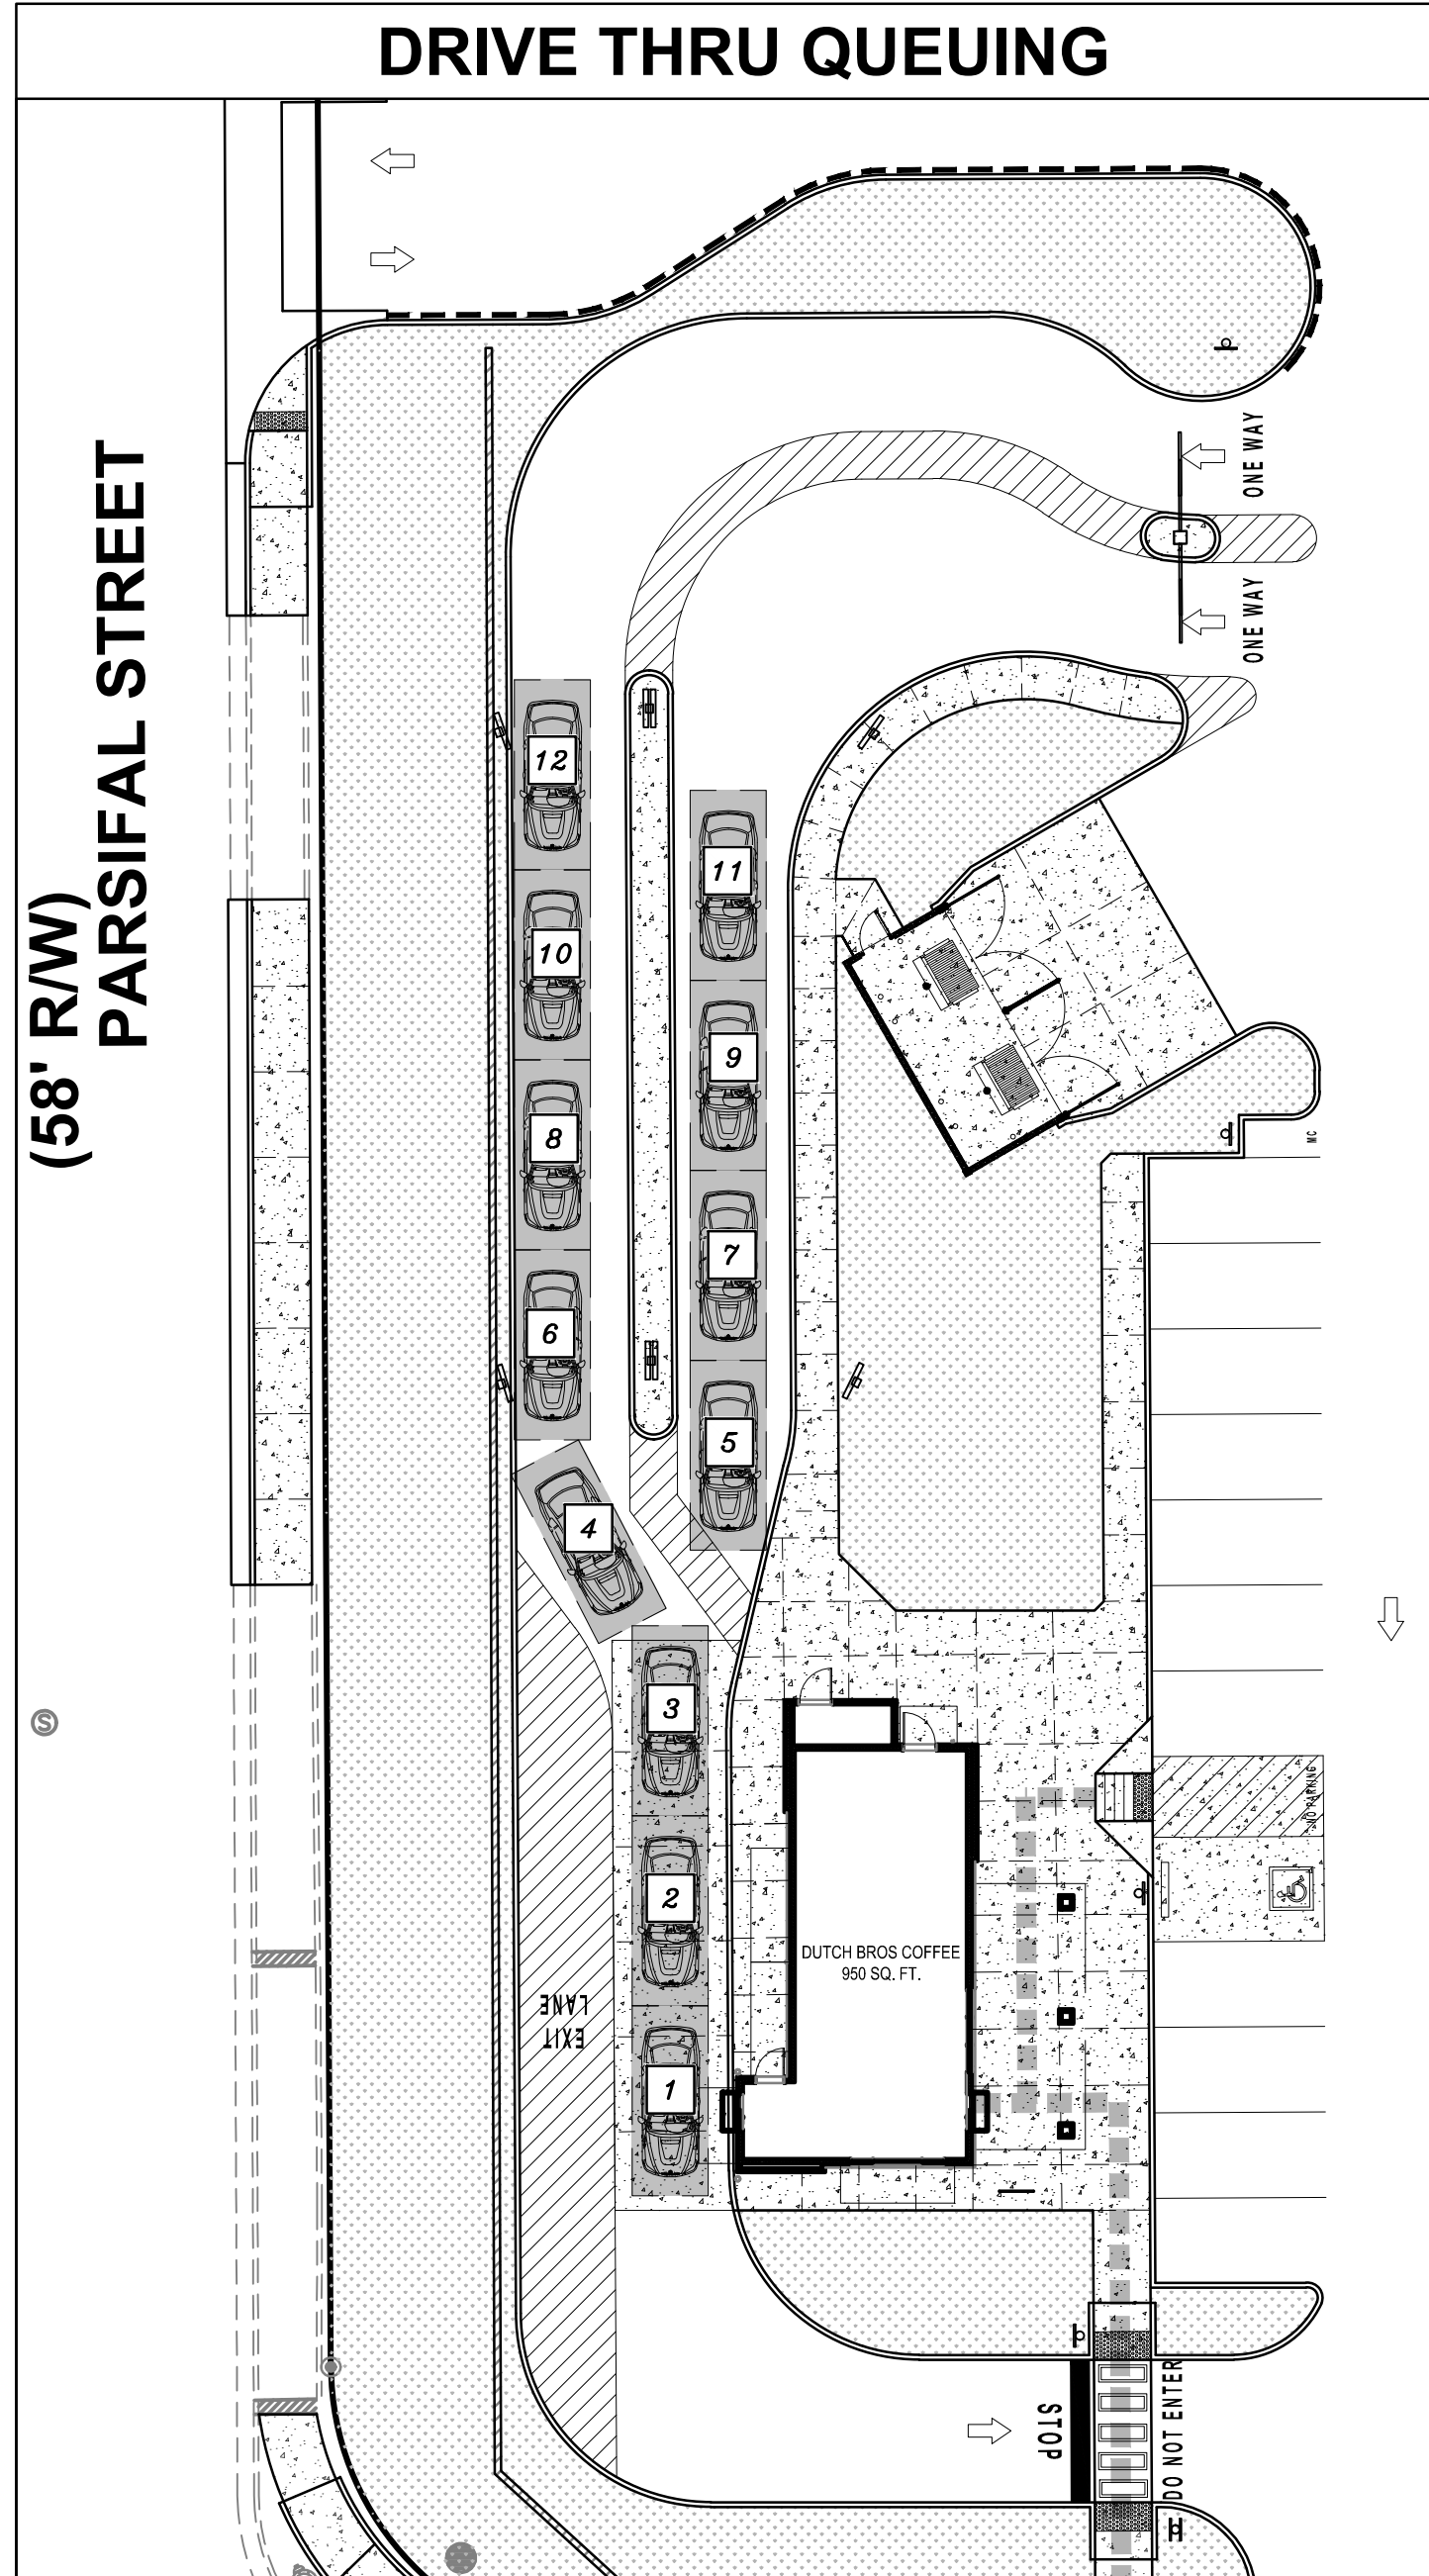 DRIVE THRU QUEUING
(58' R/W)
PARSIFAL STREET
ONE WAY
ONE WAY
12
11
10
9
8
7
6
5
4
3
2
1
MC
NO PARKING
DUTCH BROS COFFEE
950 SQ. FT.
EXIT
LANE
STOP
DO NOT ENTER
S